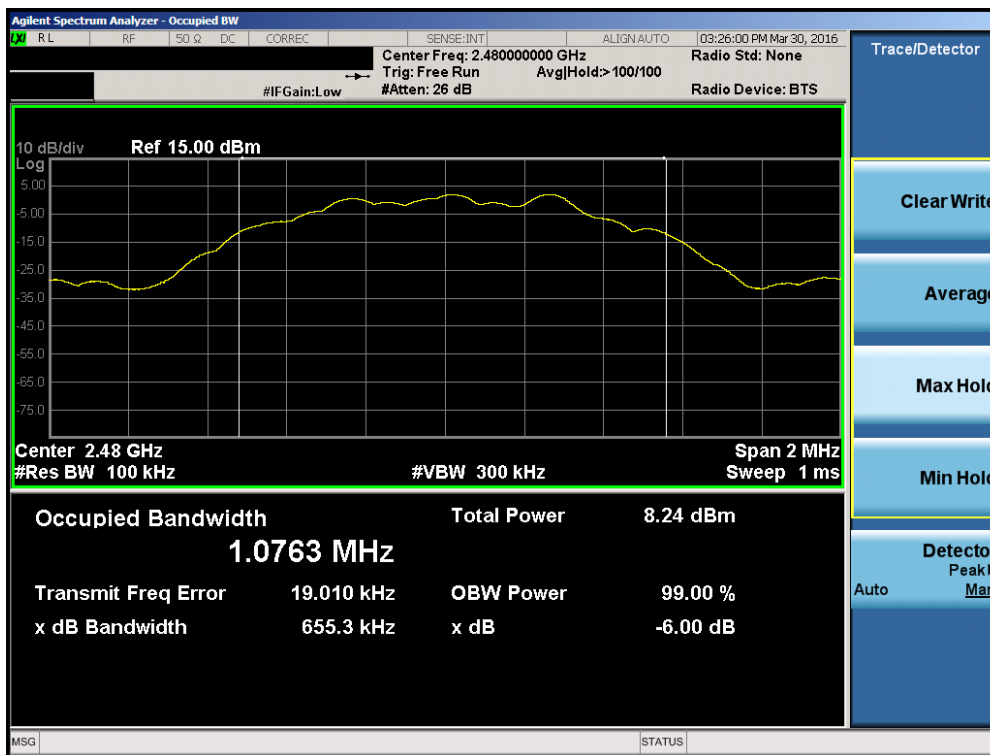 Agilent Spectrum Analyzer - Occupied BW
LXI RL RF 50 Ω DC CORREC SENSE:INT ALIGN AUTO 03:26:00 PM Mar 30, 2016
Center Freq: 2.480000000 GHz Radio Std: None
Trig: Free Run Avg|Hold:> 100/100
#IFGain:Low #Atten: 26 dB Radio Device: BTS
10 dB/div Ref 15.00 dBm
Log
5.00
-5.00
-15.0
-25.0
-35.0
-45.0
-55.0
-65.0
-75.0
Center 2.48 GHz Span 2 MHz
#Res BW 100 kHz #VBW 300 kHz Sweep 1 ms
Occupied Bandwidth Total Power 8.24 dBm
1.0763 MHz
Transmit Freq Error 19.010 kHz OBW Power 99.00 %
x dB Bandwidth 655.3 kHz x dB -6.00 dB
MSG STATUS
Trace/Detector
Clear Write
Average
Max Hold
Min Hold
Detecto
Peak
Auto Man